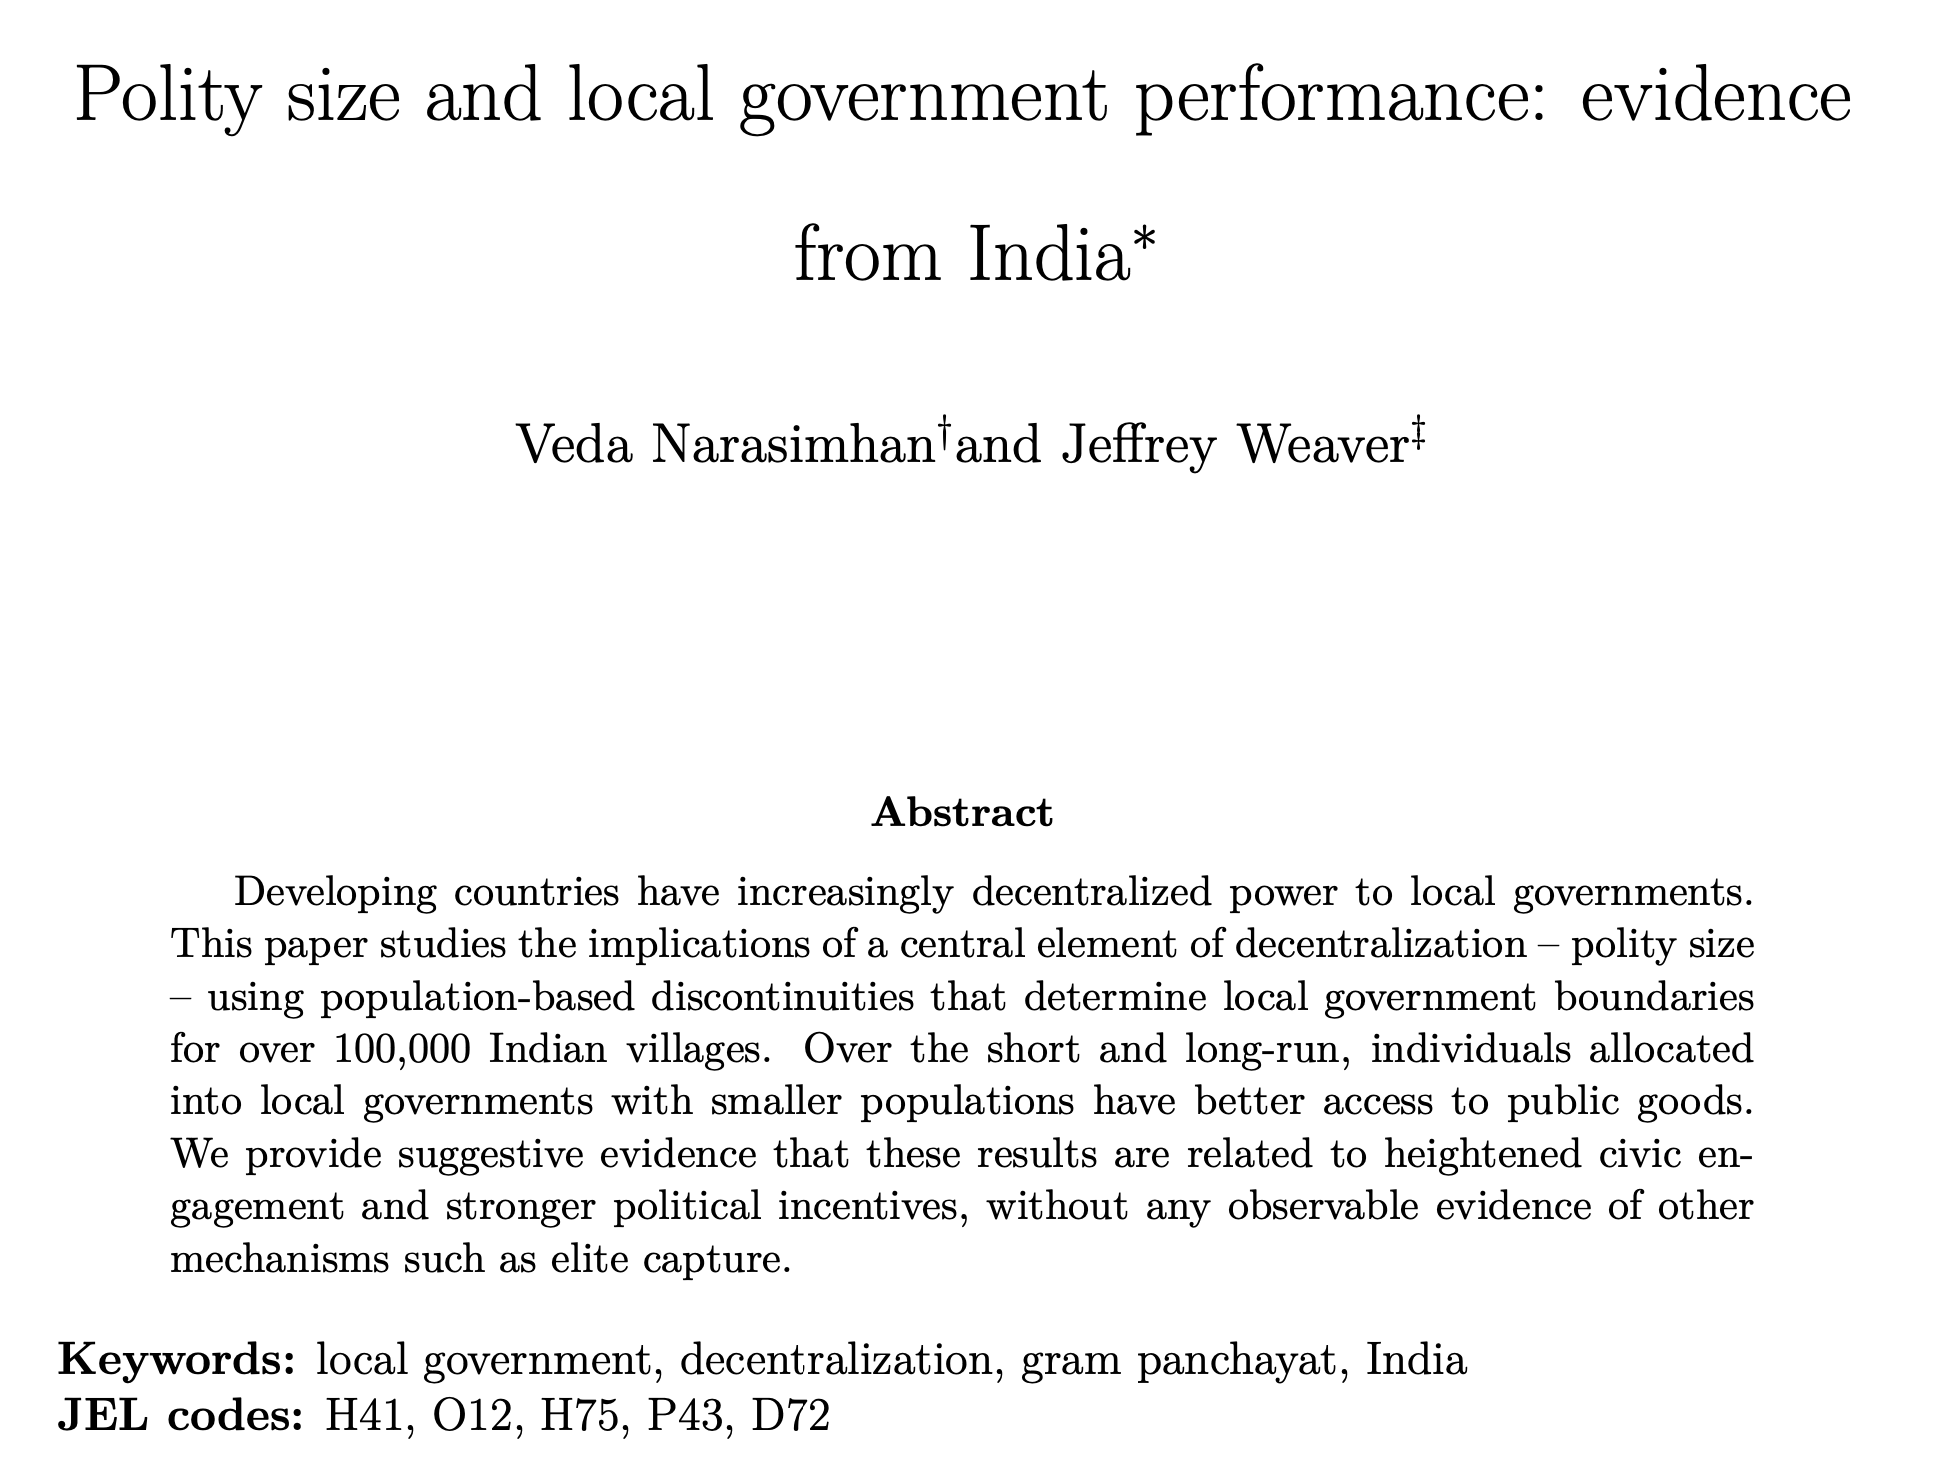 Polity size and local government performance: evidence
from India*
Veda Narasimhan†and Jeffrey Weaver‡
Abstract
Developing countries have increasingly decentralized power to local governments.
This paper studies the implications of a central element of decentralization – polity size
– using population-based discontinuities that determine local government boundaries
for over 100,000 Indian villages. Over the short and long-run, individuals allocated
into local governments with smaller populations have better access to public goods.
We provide suggestive evidence that these results are related to heightened civic en-
gagement and stronger political incentives, without any observable evidence of other
mechanisms such as elite capture.
Keywords: local government, decentralization, gram panchayat, India
JEL codes: H41, O12, H75, P43, D72